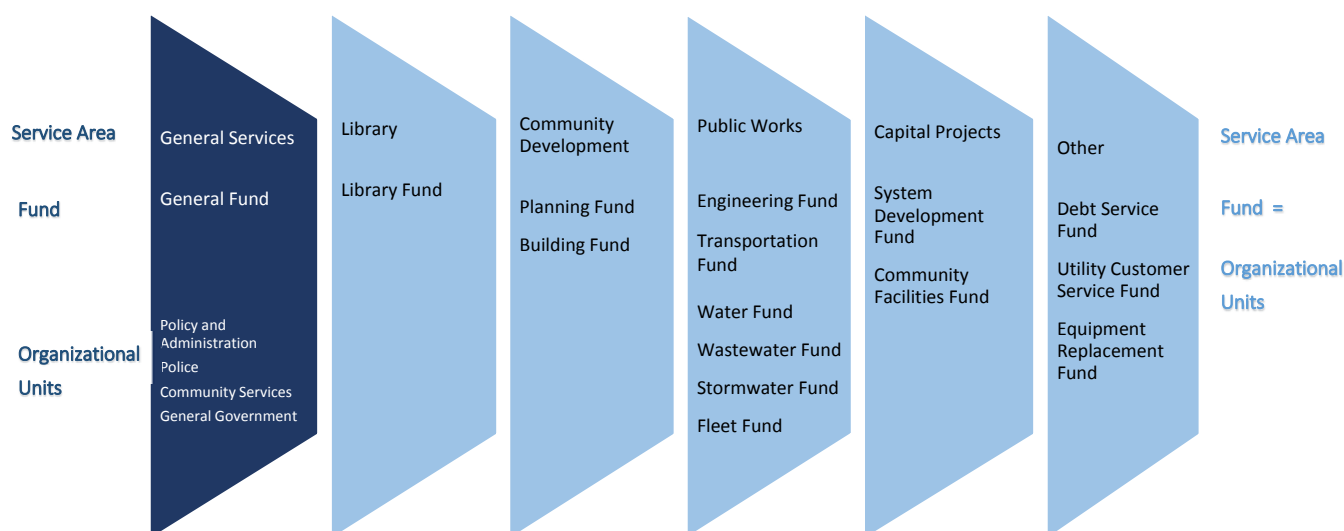 Service Area
Fund
Organizational
Units
General Services
General Fund
Policy and
Administration
Police
Community Services
General Government
Library
Library Fund
Community
Development
Planning Fund
Building Fund
Public Works
Engineering Fund
Transportation
Fund
Water Fund
Wastewater Fund
Stormwater Fund
Fleet Fund
Capital Projects
System
Development
Fund
Community
Facilities Fund
Other
Debt Service
Fund
Utility Customer
Service Fund
Equipment
Replacement
Fund
Service Area
Fund =
Organizational
Units